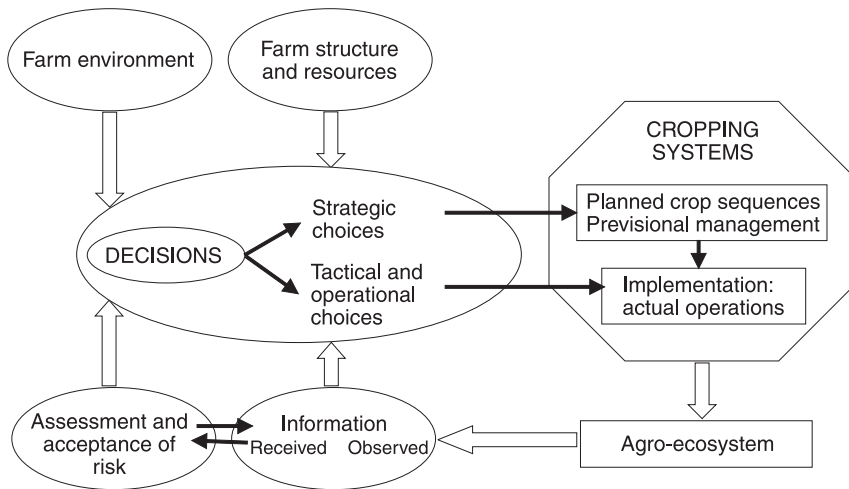 Farm environment
Farm structure
and resources
CROPPING
SYSTEMS
Planned crop sequences
Previsional management
Implementation:
actual operations
DECISIONS
Strategic
choices
Tactical and
operational
choices
Assessment and
acceptance of
risk
Information
Received Observed
Agro-ecosystem